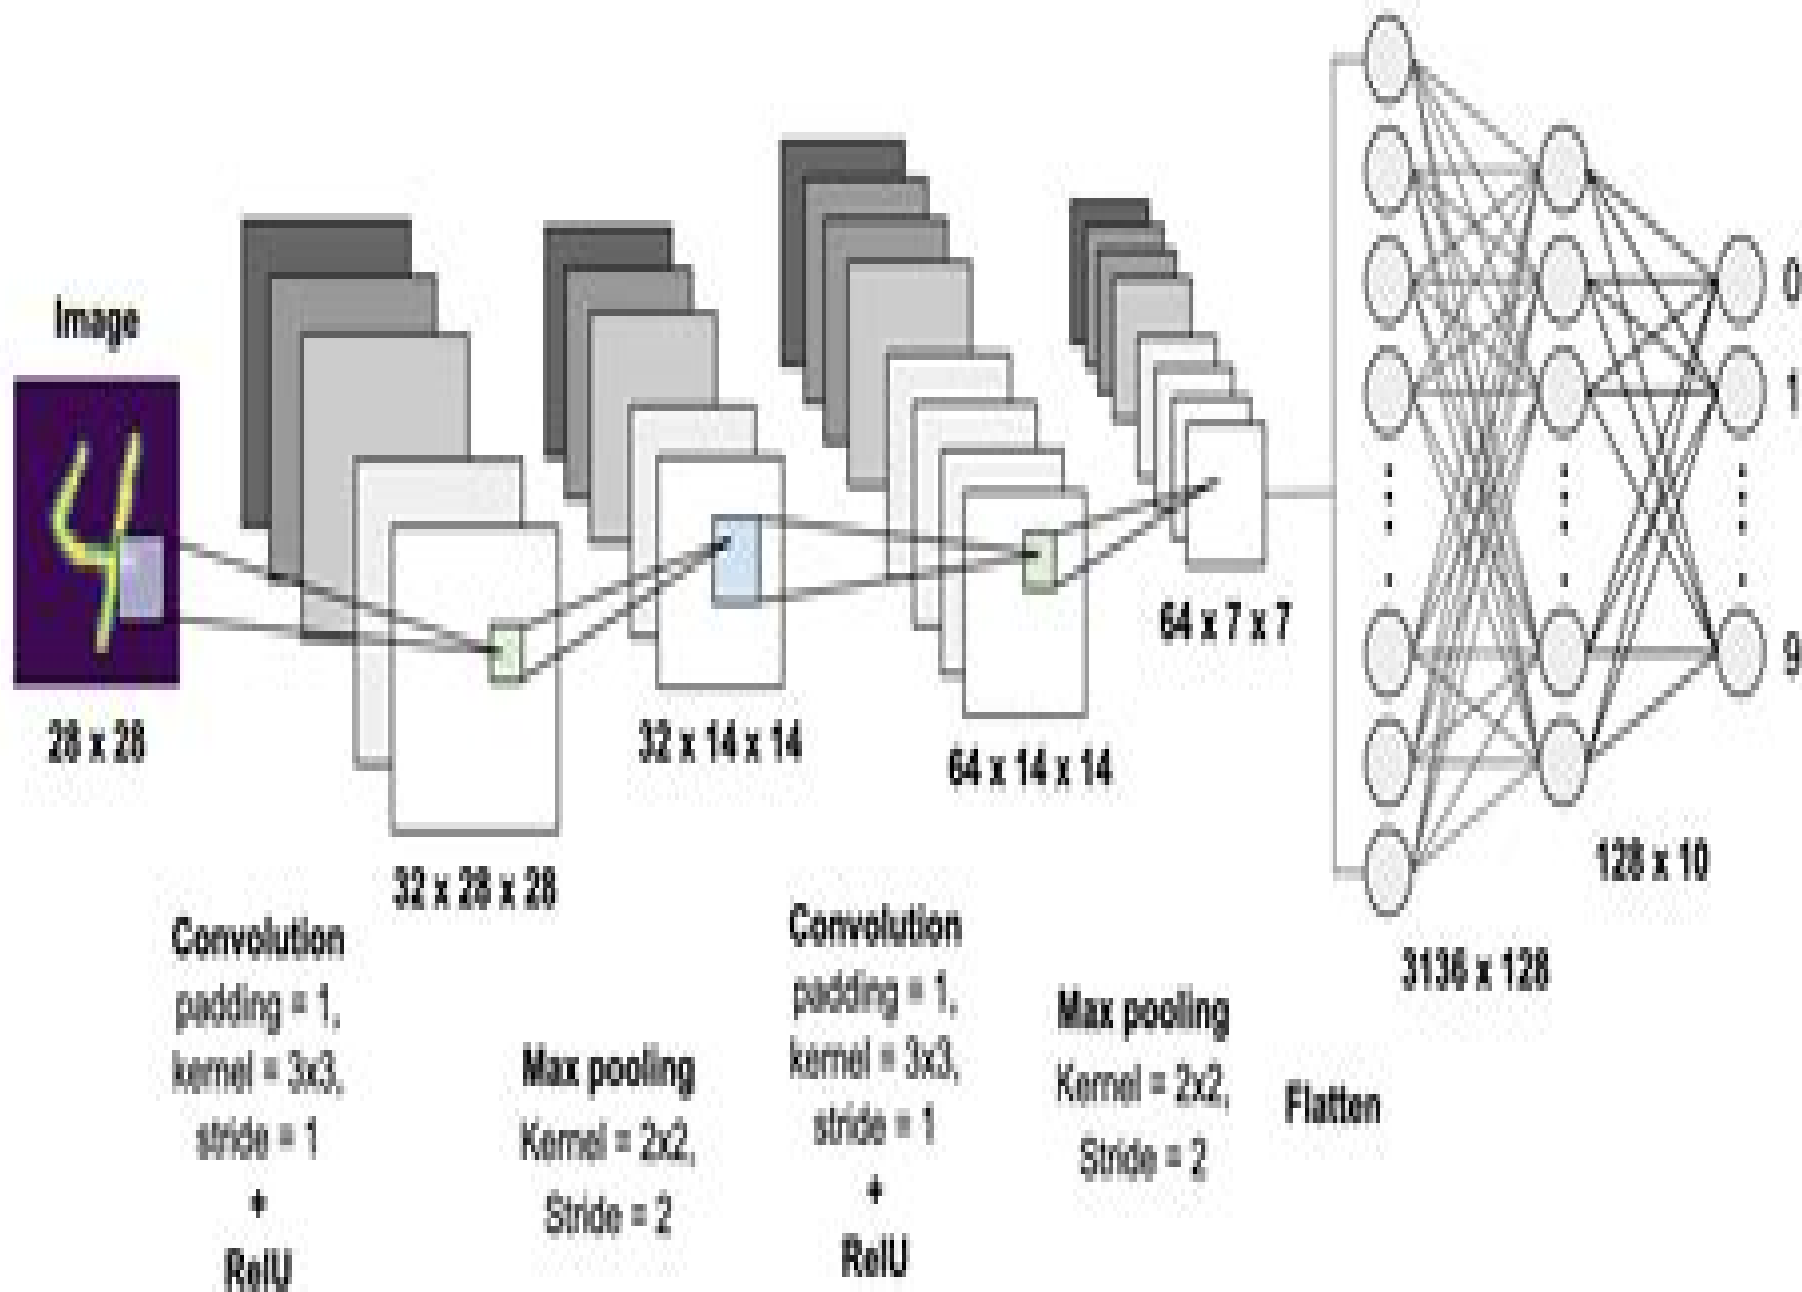 Image
28 x 28
32 x 28 x 28
32 x 14 x 14
64 x 14 x 14
64 x 7 x 7
0
1
9
128 x 10
3136 x 128
Convolution
padding = 1,
kernel = 3x3,
stride = 1
+
RelU
Max pooling
Kernel = 2x2,
Stride = 2
Convolution
padding = 1,
kernel = 3x3,
stride = 1
+
RelU
Max pooling
Kernel = 2x2,
Stride = 2
Flatten